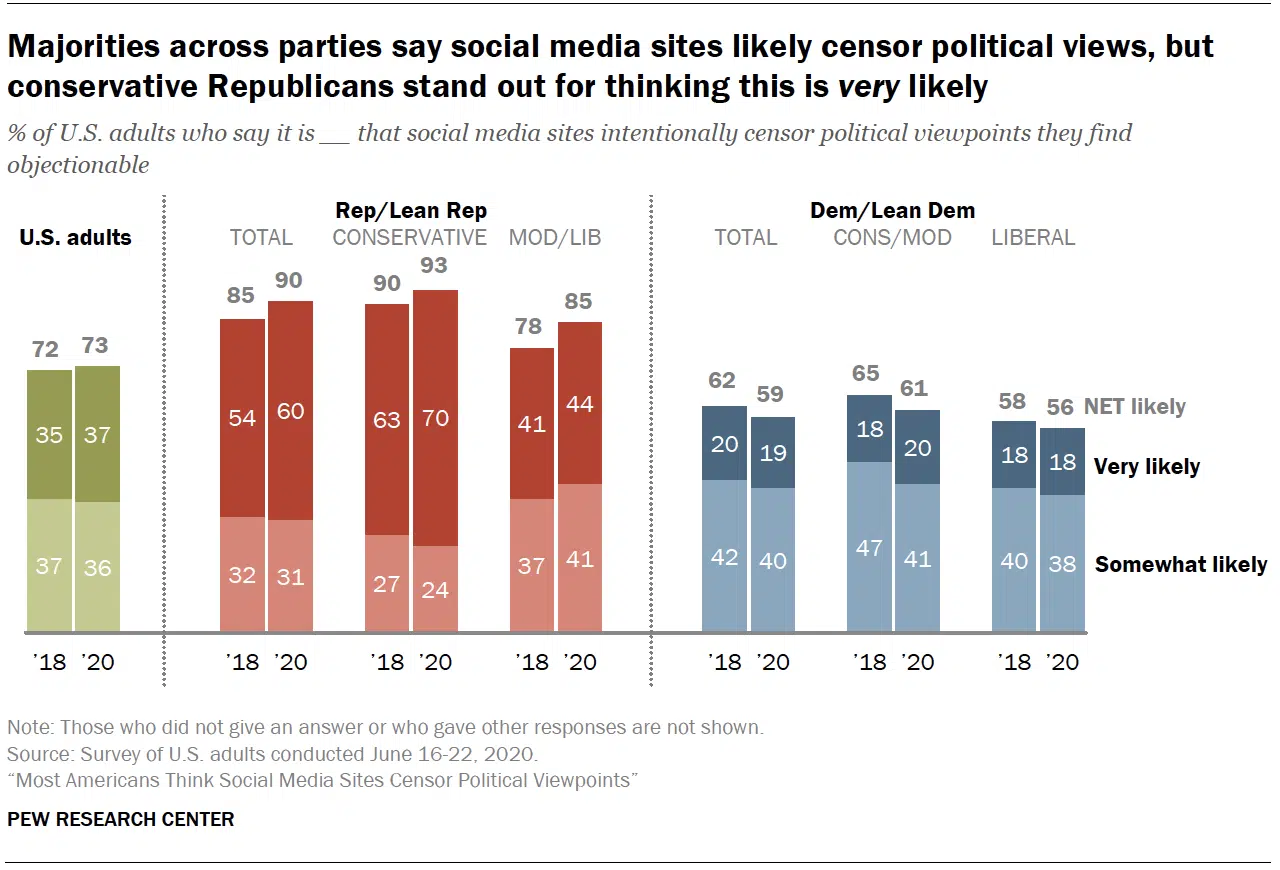 Majorities across parties say social media sites likely censor political views, but
conservative Republicans stand out for thinking this is very likely
% of U.S. adults who say it is __ that social media sites intentionally censor political viewpoints they find
objectionable
Rep/Lean Rep Dem/Lean Dem
U.S. adults TOTAL CONSERVATIVE MOD/LIB TOTAL CONS/MOD LIBERAL
72 73 85 90 90 93 78 85 62 59 65 61 58 56 NET likely
35 37 54 60 63 70 41 44 20 19 18 20 18 18 Very likely
37 36 32 31 27 24 37 41 42 40 47 41 40 38 Somewhat likely
’18 ’20 ’18 ’20 ’18 ’20 ’18 ’20 ’18 ’20 ’18 ’20 ’18 ’20
Note: Those who did not give an answer or who gave other responses are not shown.
Source: Survey of U.S. adults conducted June 16-22, 2020.
“Most Americans Think Social Media Sites Censor Political Viewpoints”
PEW RESEARCH CENTER